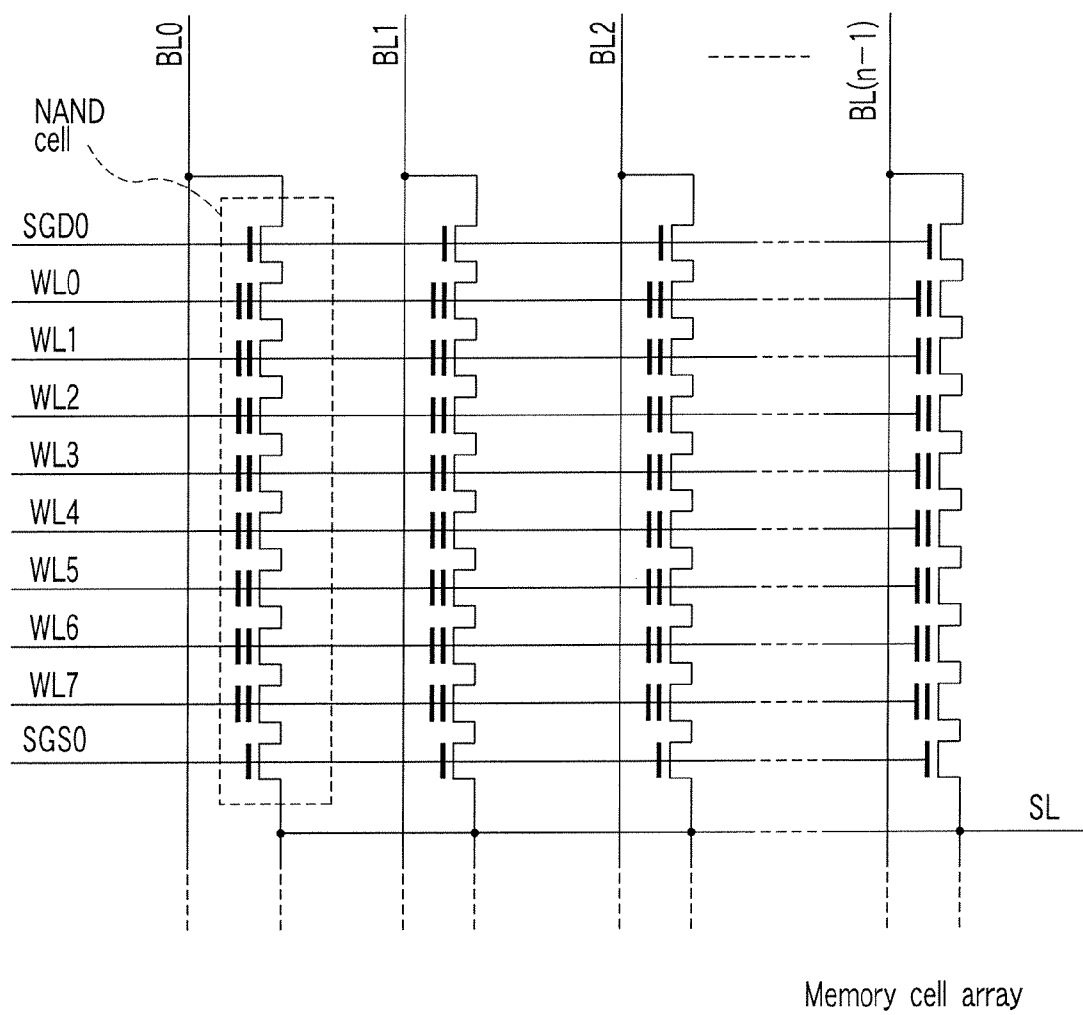 BL0
BL1
BL2
BL(n-1)
NAND
cell
SGD0
WL0
WL1
WL2
WL3
WL4
WL5
WL6
WL7
SGS0
SL
Memory cell array